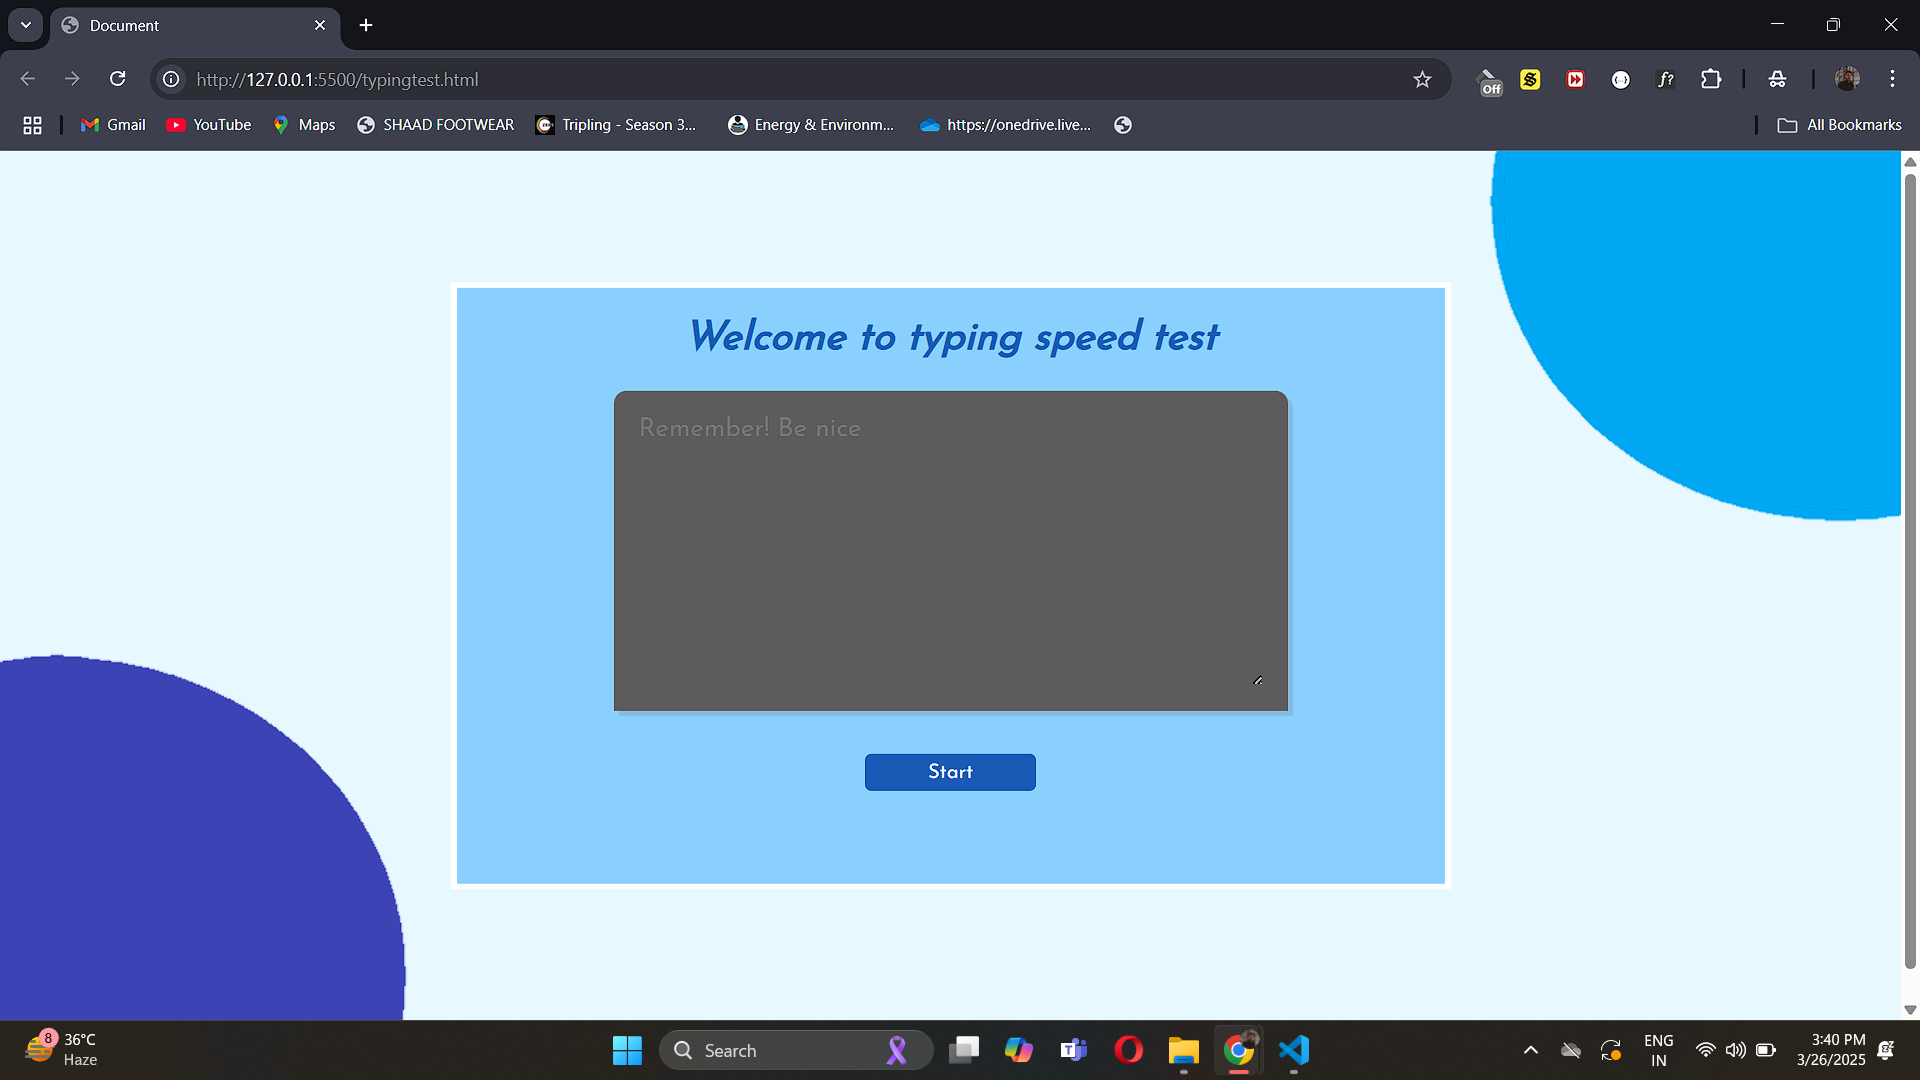 Document
http://127.0.0.1:5500/typingtest.html
Off
Gmail
YouTube
Maps
SHAAD FOOTWEAR
Tripling - Season 3...
Energy & Environm...
https://onedrive.live...
All Bookmarks
Welcome to typing speed test
Remember! Be nice
Start
8
36°C
Haze
Search
ENG
IN
3:40 PM
3/26/2025